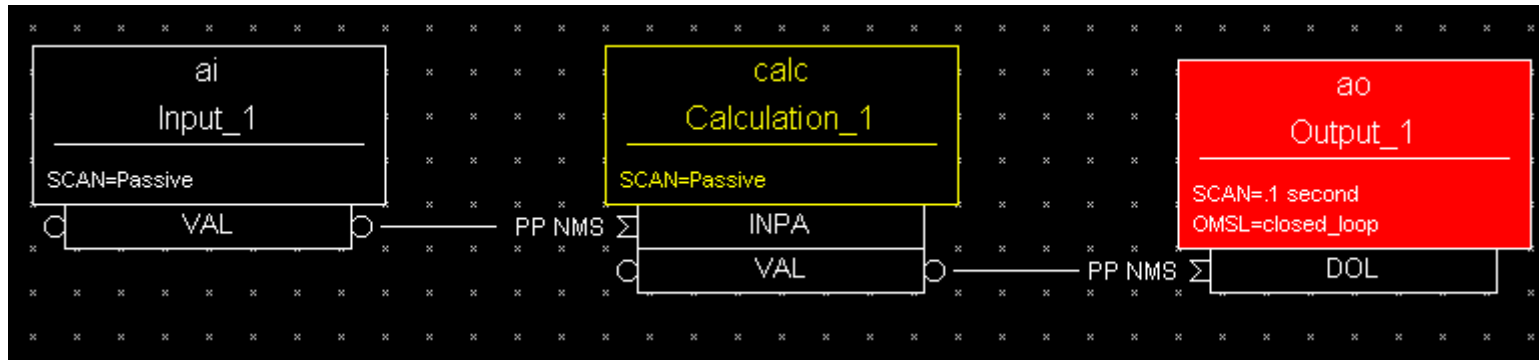 ai
Input_1
SCAN=Passive
VAL
PP NMS
calc
Calculation_1
SCAN=Passive
INPA
VAL
PP NMS
ao
Output_1
SCAN=.1 second
OMSL=closed_loop
DOL